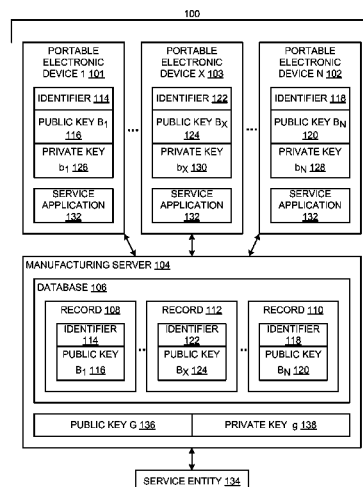 100
PORTABLE
ELECTRONIC
DEVICE 1 101
IDENTIFIER 114
PUBLIC KEY B1
116
PRIVATE KEY
b1 126
SERVICE
APPLICATION
132
...
PORTABLE
ELECTRONIC
DEVICE X 103
IDENTIFIER 122
PUBLIC KEY BX
124
PRIVATE KEY
bX 130
SERVICE
APPLICATION
132
...
PORTABLE
ELECTRONIC
DEVICE N 102
IDENTIFIER 118
PUBLIC KEY BN
120
PRIVATE KEY
bN 128
SERVICE
APPLICATION
132
MANUFACTURING SERVER 104
DATABASE 106
RECORD 108
IDENTIFIER
114
PUBLIC KEY
B1 116
...
RECORD 112
IDENTIFIER
122
PUBLIC KEY
BX 124
...
RECORD 110
IDENTIFIER
118
PUBLIC KEY
BN 120
PUBLIC KEY G 136
PRIVATE KEY g 138
SERVICE ENTITY 134